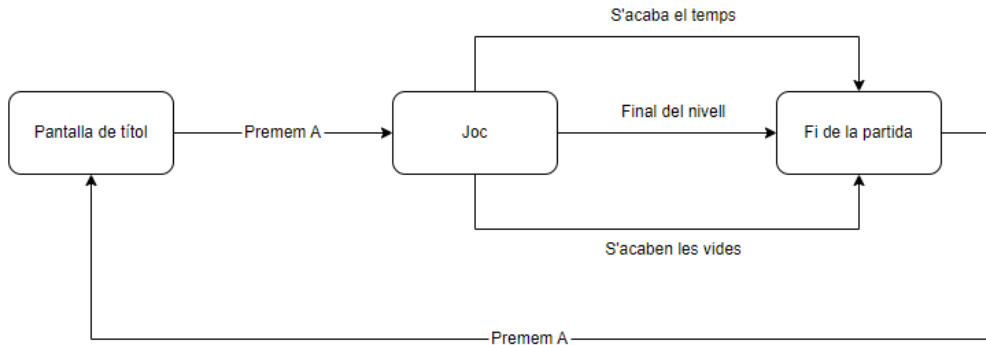 S'acaba el temps
Pantalla de títol
Premem A
Joc
Final del nivell
Fi de la partida
S'acaben les vides
Premem A